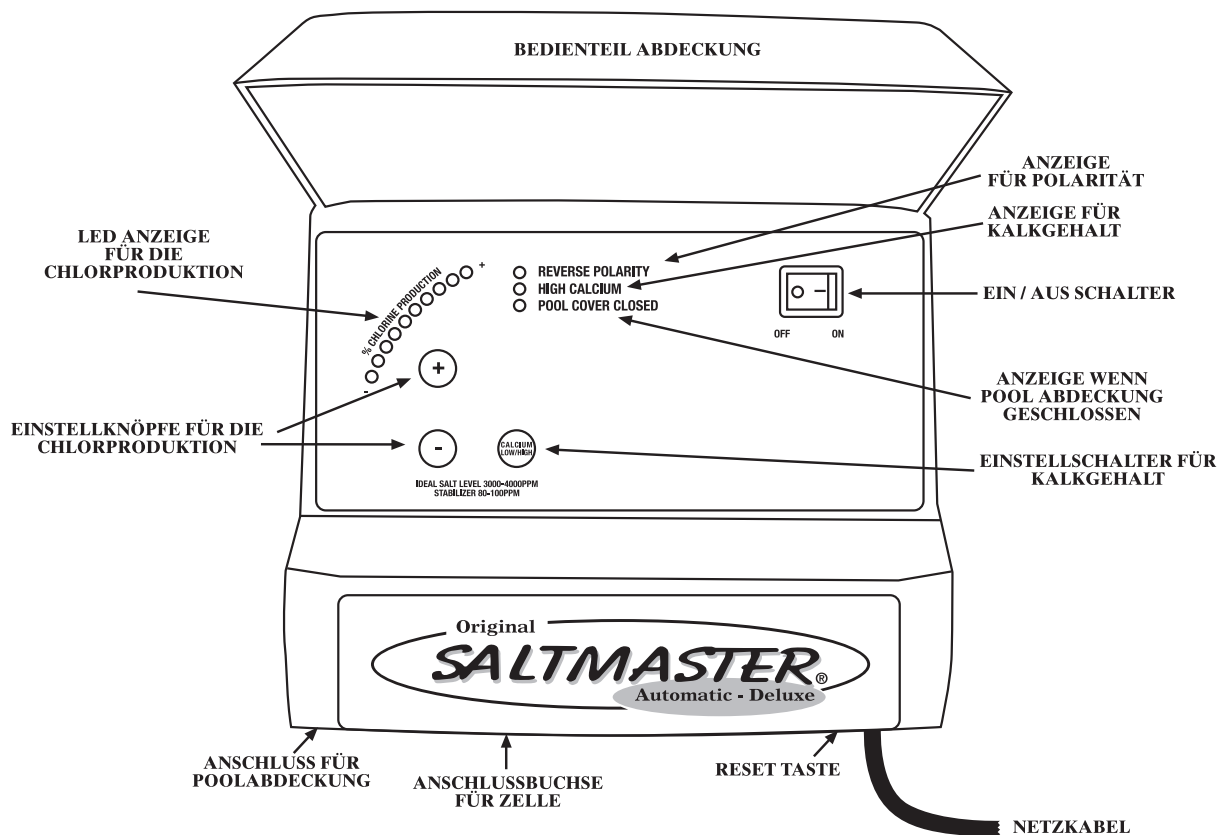 BEDIENTEIL ABDECKUNG
ANZEIGE
FÜR POLARITÄT
ANZEIGE FÜR
KALKGEHALT
LED ANZEIGE
FÜR DIE
CHLORPRODUKTION
% CHLORINE PRODUCTION
+
-
REVERSE POLARITY
HIGH CALCIUM
POOL COVER CLOSED
OFF ON
EIN / AUS SCHALTER
ANZEIGE WENN
POOL ABDECKUNG
GESCHLOSSEN
+
EINSTELLKNÖPFE FÜR DIE
CHLORPRODUKTION
-
CALCIUM
LOW/HIGH
EINSTELLSCHALTER FÜR
KALKGEHALT
IDEAL SALT LEVEL 3000-4000PPM
STABILIZER 80-100PPM
Original
SALTMASTER®
Automatic - Deluxe
ANSCHLUSS FÜR
POOLABDECKUNG
ANSCHLUSSBUCHSE
FÜR ZELLE
RESET TASTE
NETZKABEL